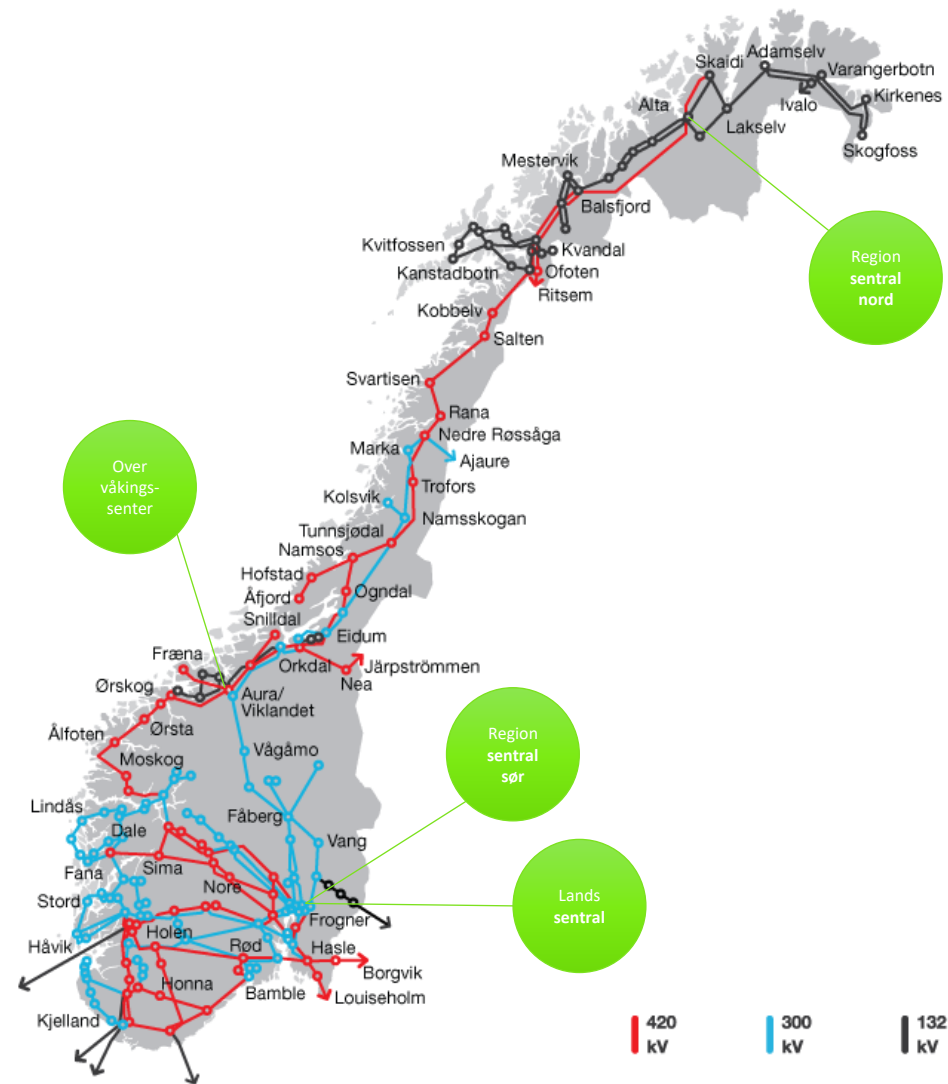 Skaidi
Adamselv
Varangerbotn
Kirkenes
Ivalo
Alta
Lakselv
Skogfoss
Mestervik
Balsfjord
Region
sentral
nord
Kvitfossen
Kvandal
Kanstadbotn
Ofoten
Ritsem
Kobbelv
Salten
Svartisen
Rana
Nedre Røssåga
Marka
Ajaure
Over
våkings-
senter
Trofors
Kolsvik
Namsskogan
Tunnsjødal
Namsos
Hofstad
Ogndal
Åfjord
Snilldal
Eidum
Fræna
Orkdal
Järpströmmen
Nea
Ørskog
Aura/
Viklandet
Ørsta
Ålfoten
Vågåmo
Region
sentral
sør
Moskog
Lindås
Dale
Fåberg
Vang
Fana
Sima
Nore
Stord
Frogner
Lands
sentral
Håvik
Holen
Rød
Hasle
Borgvik
Honna
Bamble
Louiseholm
Kjelland
420
kV
300
kV
132
kV